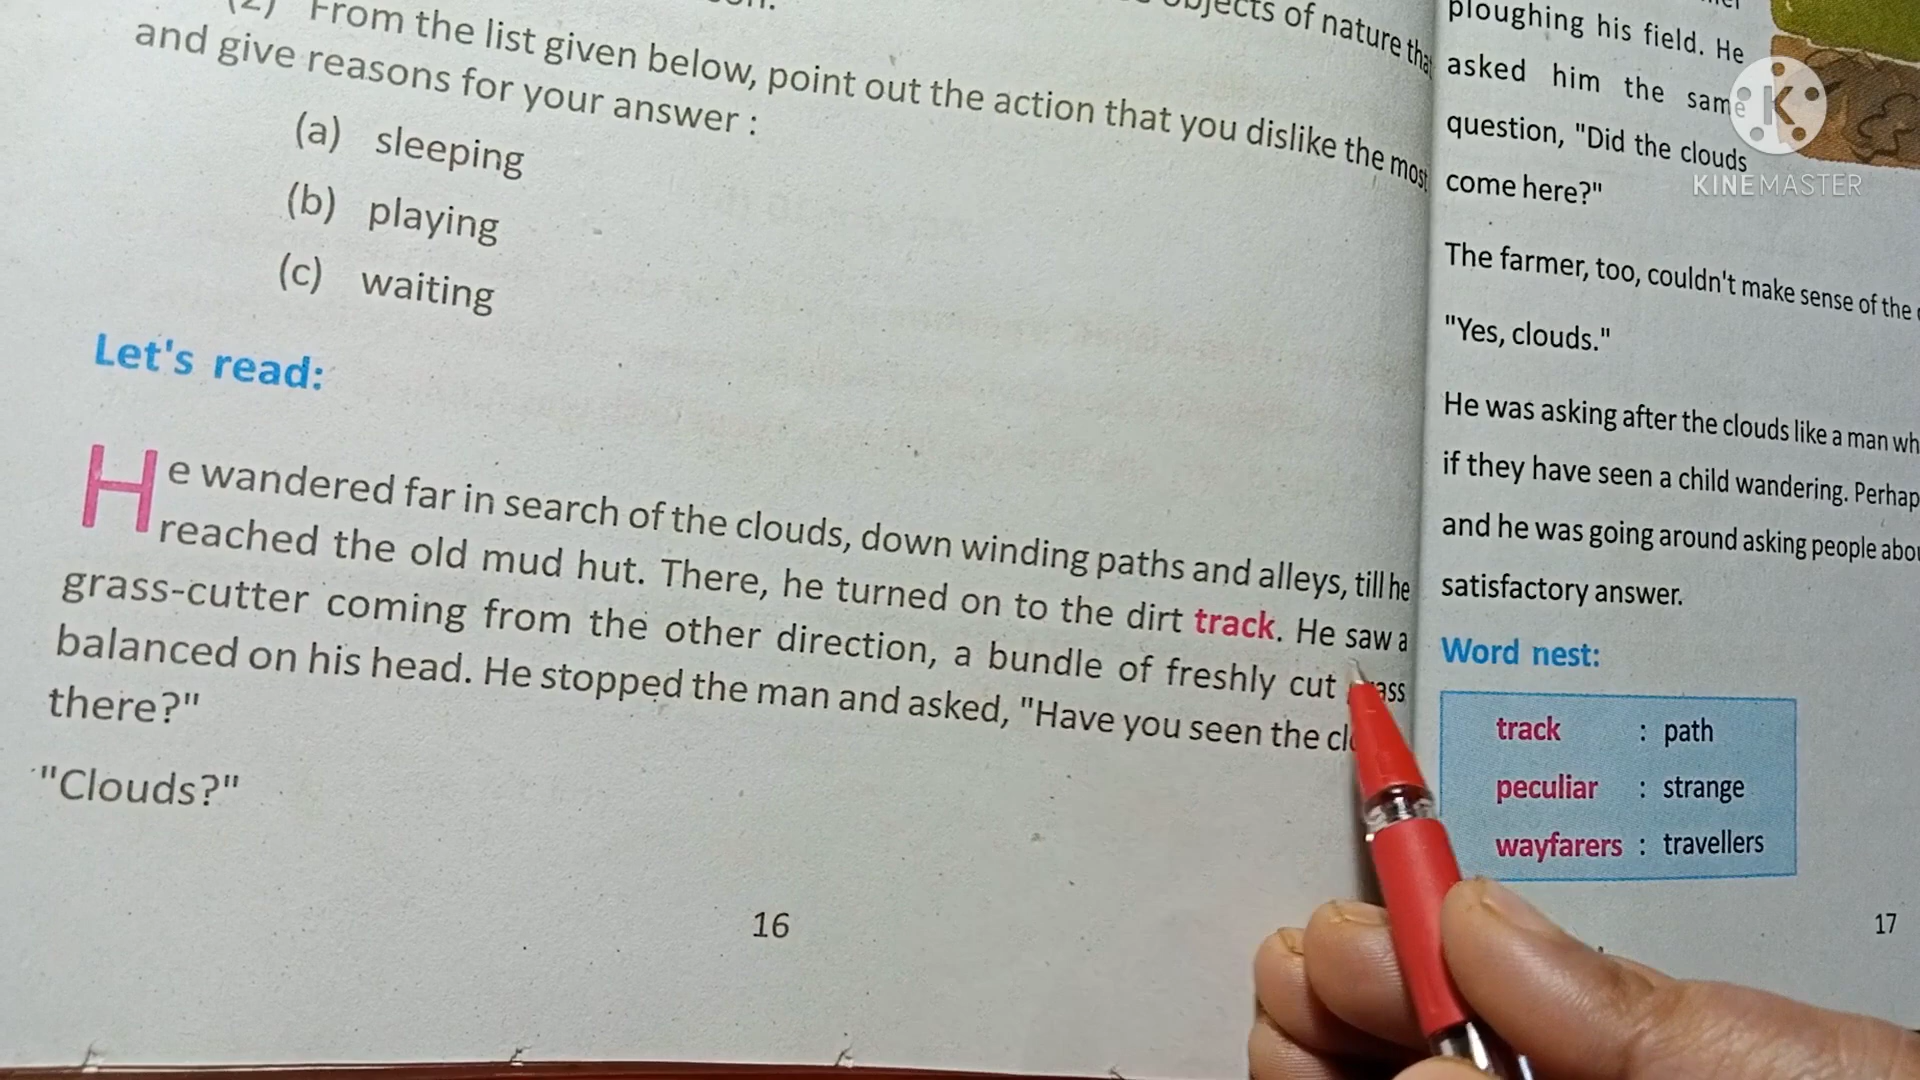 (2) From the list given below, point out the action that you dislike the most
and give reasons for your answer :
(a) sleeping
(b) playing
(c) waiting
Let's read:
He wandered far in search of the clouds, down winding paths and alleys, till he
reached the old mud hut. There, he turned on to the dirt track. He saw a
grass-cutter coming from the other direction, a bundle of freshly cut
balanced on his head. He stopped the man and asked, "Have you seen the
there?"
"Clouds?"
16
objects of nature
ploughing his field. He
asked him the same
question, "Did the clouds
come here?"
The farmer, too, couldn't make sense of the
"Yes, clouds."
He was asking after the clouds like a man
if they have seen a child wandering.
and he was going around asking people
satisfactory answer.
Word nest:
track : path
peculiar : strange
wayfarers : travellers
17
KINEMASTER